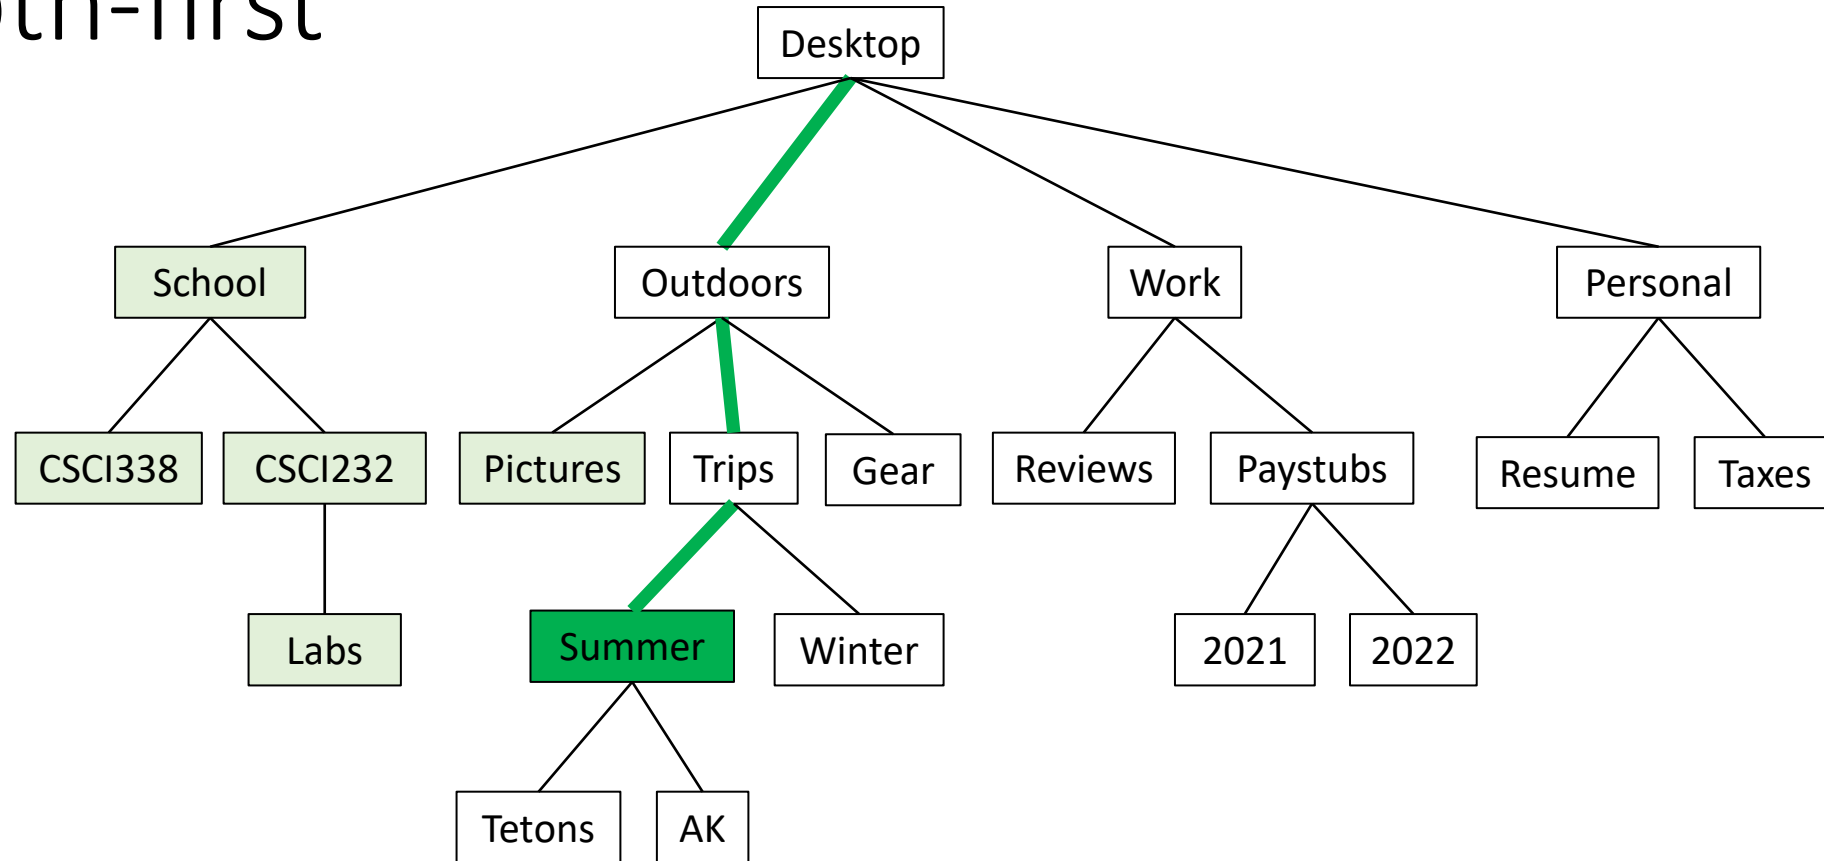 Desktop
School Outdoors Work Personal
CSCI338 CSCI232 Pictures Trips Gear Reviews Paystubs Resume Taxes
Labs Summer Winter 2021 2022
Tetons AK